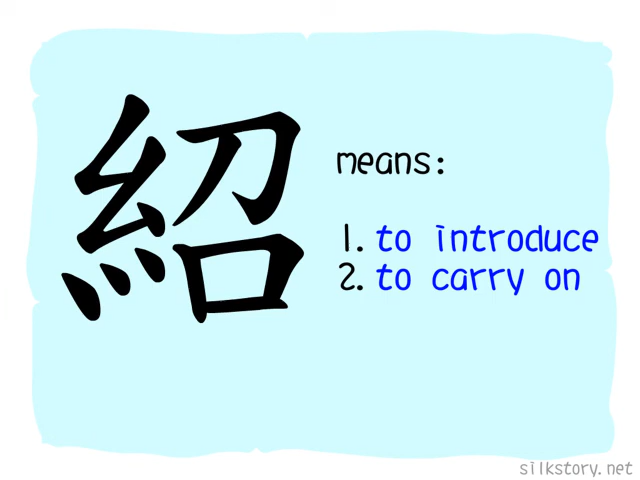 紹
means:
1. to introduce
2. to carry on
silkstory.net